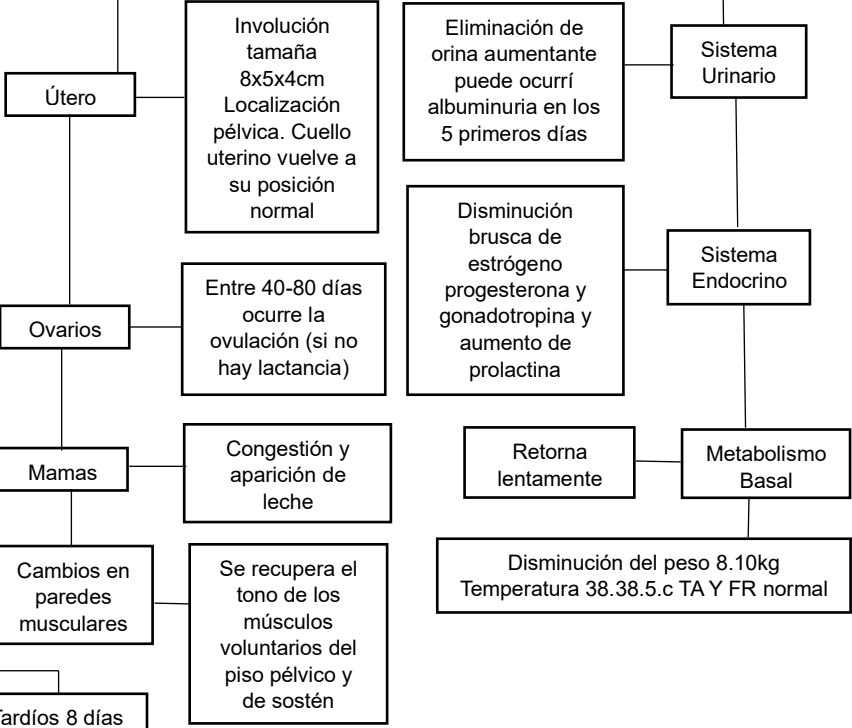 Útero
Involución
tamaña
8x5x4cm
Localización
pélvica. Cuello
uterino vuelve a
su posición
normal
Ovarios
Entre 40-80 días
ocurre la
ovulación (si no
hay lactancia)
Mamas
Congestión y
aparición de
leche
Cambios en
paredes
musculares
Se recupera el
tono de los
músculos
voluntarios del
piso pélvico y
de sostén
Tardíos 8 días
Eliminación de
orina aumentante
puede ocurrí
albuminuria en los
5 primeros días
Sistema
Urinario
Disminución
brusca de
estrógeno
progesterona y
gonadotropina y
aumento de
prolactina
Sistema
Endocrino
Retorna
lentamente
Metabolismo
Basal
Disminución del peso 8.10kg
Temperatura 38.38.5.c TA Y FR normal